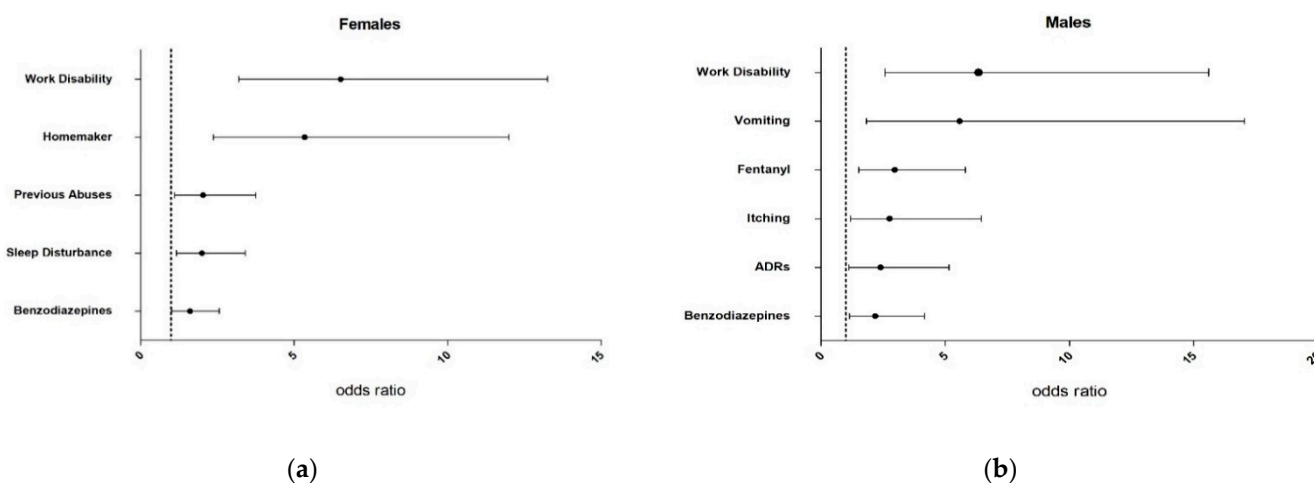 Females
Work Disability
Homemaker
Previous Abuses
Sleep Disturbance
Benzodiazepines
0
5
10
15
odds ratio
(a)
Males
Work Disability
Vomiting
Fentanyl
Itching
ADRs
Benzodiazepines
0
5
10
15
20
odds ratio
(b)